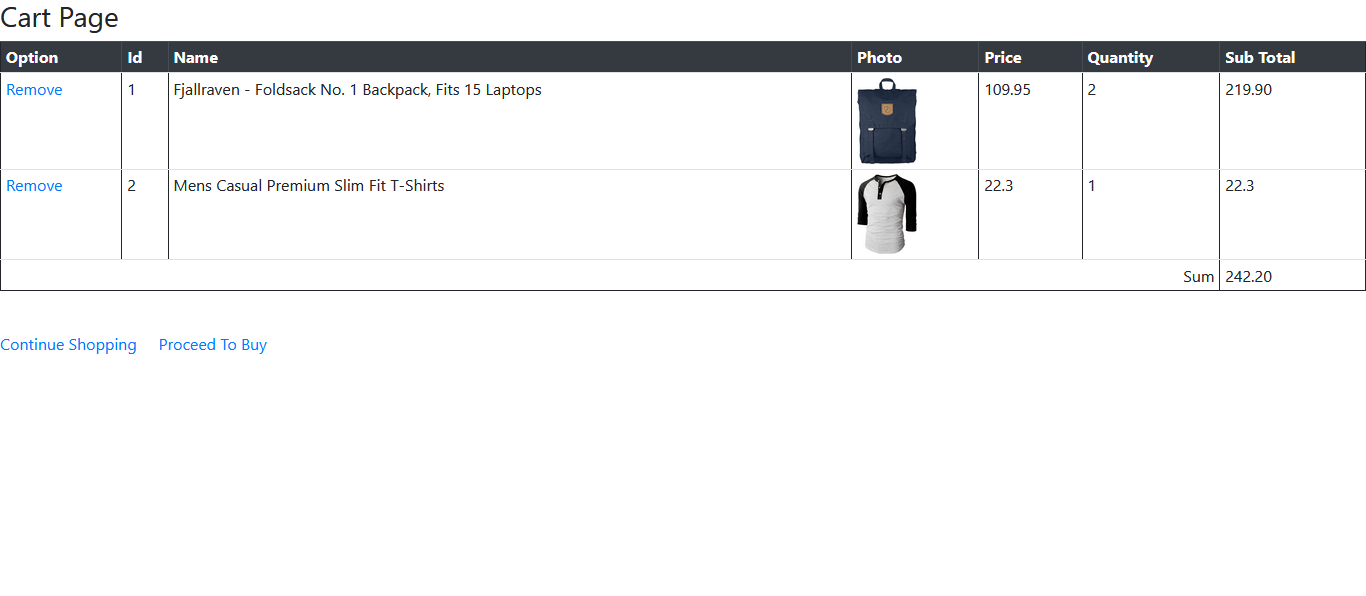 Cart Page
Option Id Name Photo Price Quantity Sub Total
Remove 1 Fjallraven - Foldsack No. 1 Backpack, Fits 15 Laptops 109.95 2 219.90
Remove 2 Mens Casual Premium Slim Fit T-Shirts 22.3 1 22.3
Sum 242.20
Continue Shopping Proceed To Buy